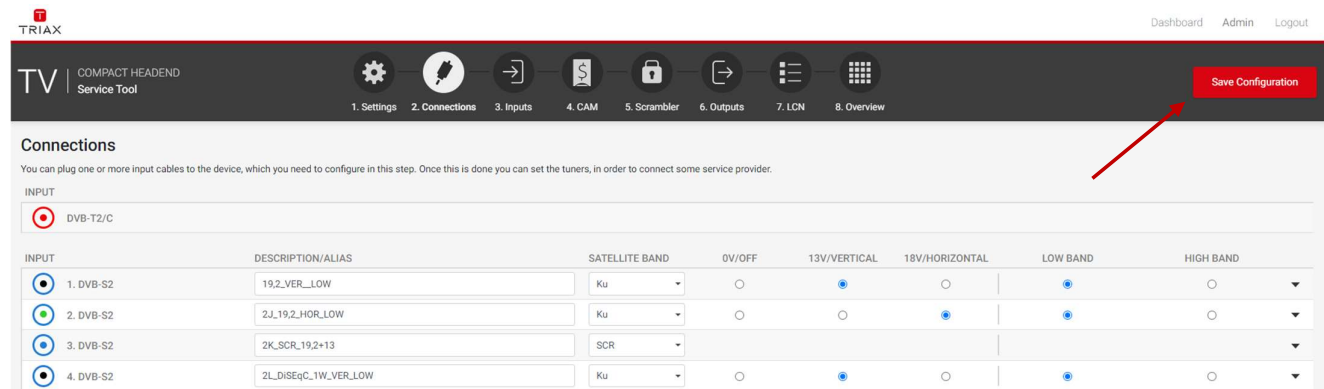 TRIAX
Dashboard Admin Logout
TV COMPACT HEADEND
Service Tool
1. Settings 2. Connections 3. Inputs 4. CAM 5. Scrambler 6. Outputs 7. LCN 8. Overview
Save Configuration
Connections
You can plug one or more input cables to the device, which you need to configure in this step. Once this is done you can set the tuners, in order to connect some service provider.
INPUT
DVB-T2/C
INPUT DESCRIPTION/ALIAS SATELLITE BAND 0V/OFF 13V/VERTICAL 18V/HORIZONTAL LOW BAND HIGH BAND
1. DVB-S2 19,2_VER__LOW Ku
2. DVB-S2 2J_19,2_HOR_LOW Ku
3. DVB-S2 2K_SCR_19,2+13 SCR
4. DVB-S2 2L_DiSEqC_1W_VER_LOW Ku